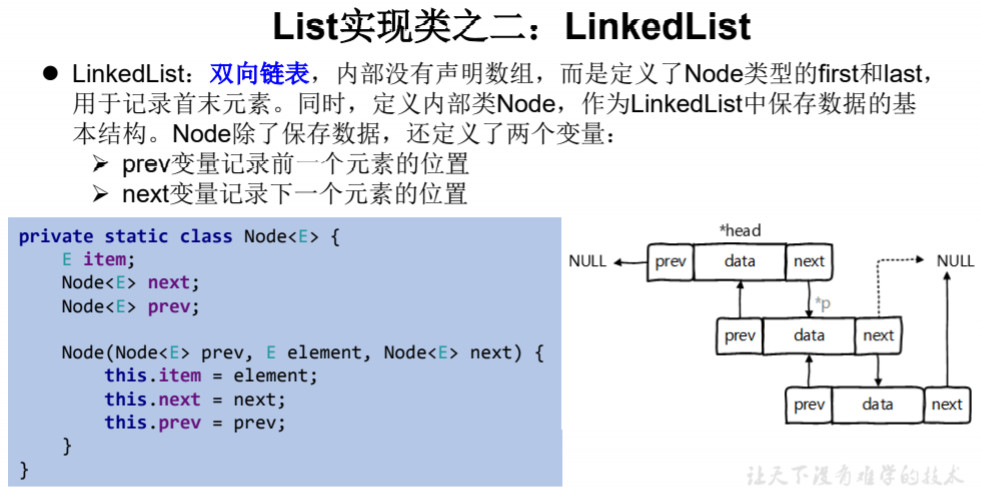 List实现类之二：LinkedList
● LinkedList：双向链表，内部没有声明数组，而是定义了Node类型的first和last，
用于记录首末元素。同时，定义内部类Node，作为LinkedList中保存数据的基
本结构。Node除了保存数据，还定义了两个变量：
➢ prev变量记录前一个元素的位置
➢ next变量记录下一个元素的位置
private static class Node<E> {
E item;
Node<E> next;
Node<E> prev;
Node(Node<E> prev, E element, Node<E> next) {
this.item = element;
this.next = next;
this.prev = prev;
}
}
*head
NULL prev data next NULL
*p
prev data next
prev data next
让天下没有难学的技术